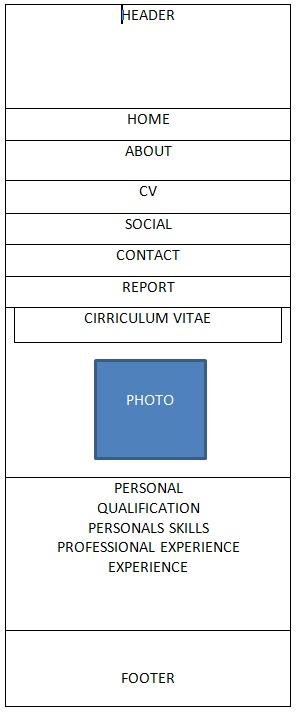 HEADER
HOME
ABOUT
CV
SOCIAL
CONTACT
REPORT
CIRRICULUM VITAE
PHOTO
PERSONAL
QUALIFICATION
PERSONALS SKILLS
PROFESSIONAL EXPERIENCE
EXPERIENCE
FOOTER